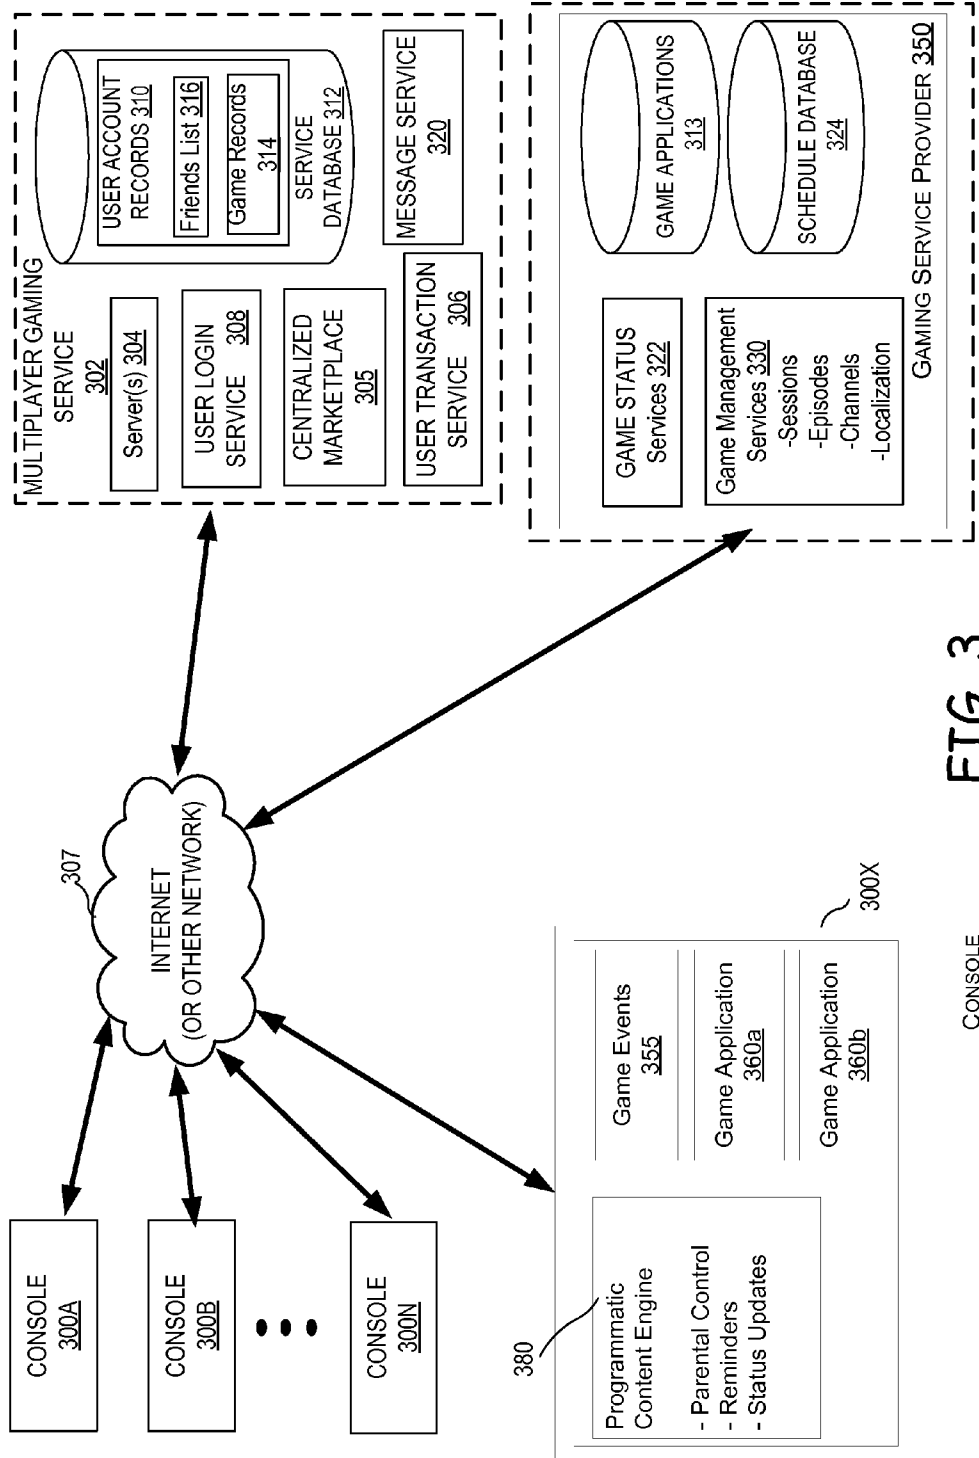 CONSOLE
300A
CONSOLE
300B
CONSOLE
300N
307
INTERNET
(OR OTHER NETWORK)
MULTIPLAYER GAMING
SERVICE
302
Server(s) 304
USER LOGIN
SERVICE 308
CENTRALIZED
MARKETPLACE
305
USER TRANSACTION
SERVICE 306
USER ACCOUNT
RECORDS 310
Friends List 316
Game Records
314
SERVICE
DATABASE 312
MESSAGE SERVICE
320
380
Programmatic
Content Engine
- Parental Control
- Reminders
- Status Updates
Game Events
355
Game Application
360a
Game Application
360b
300X
CONSOLE
GAME STATUS
Services 322
Game Management
Services 330
-Sessions
-Episodes
-Channels
-Localization
GAME APPLICATIONS
313
SCHEDULE DATABASE
324
GAMING SERVICE PROVIDER 350
FIG. 3